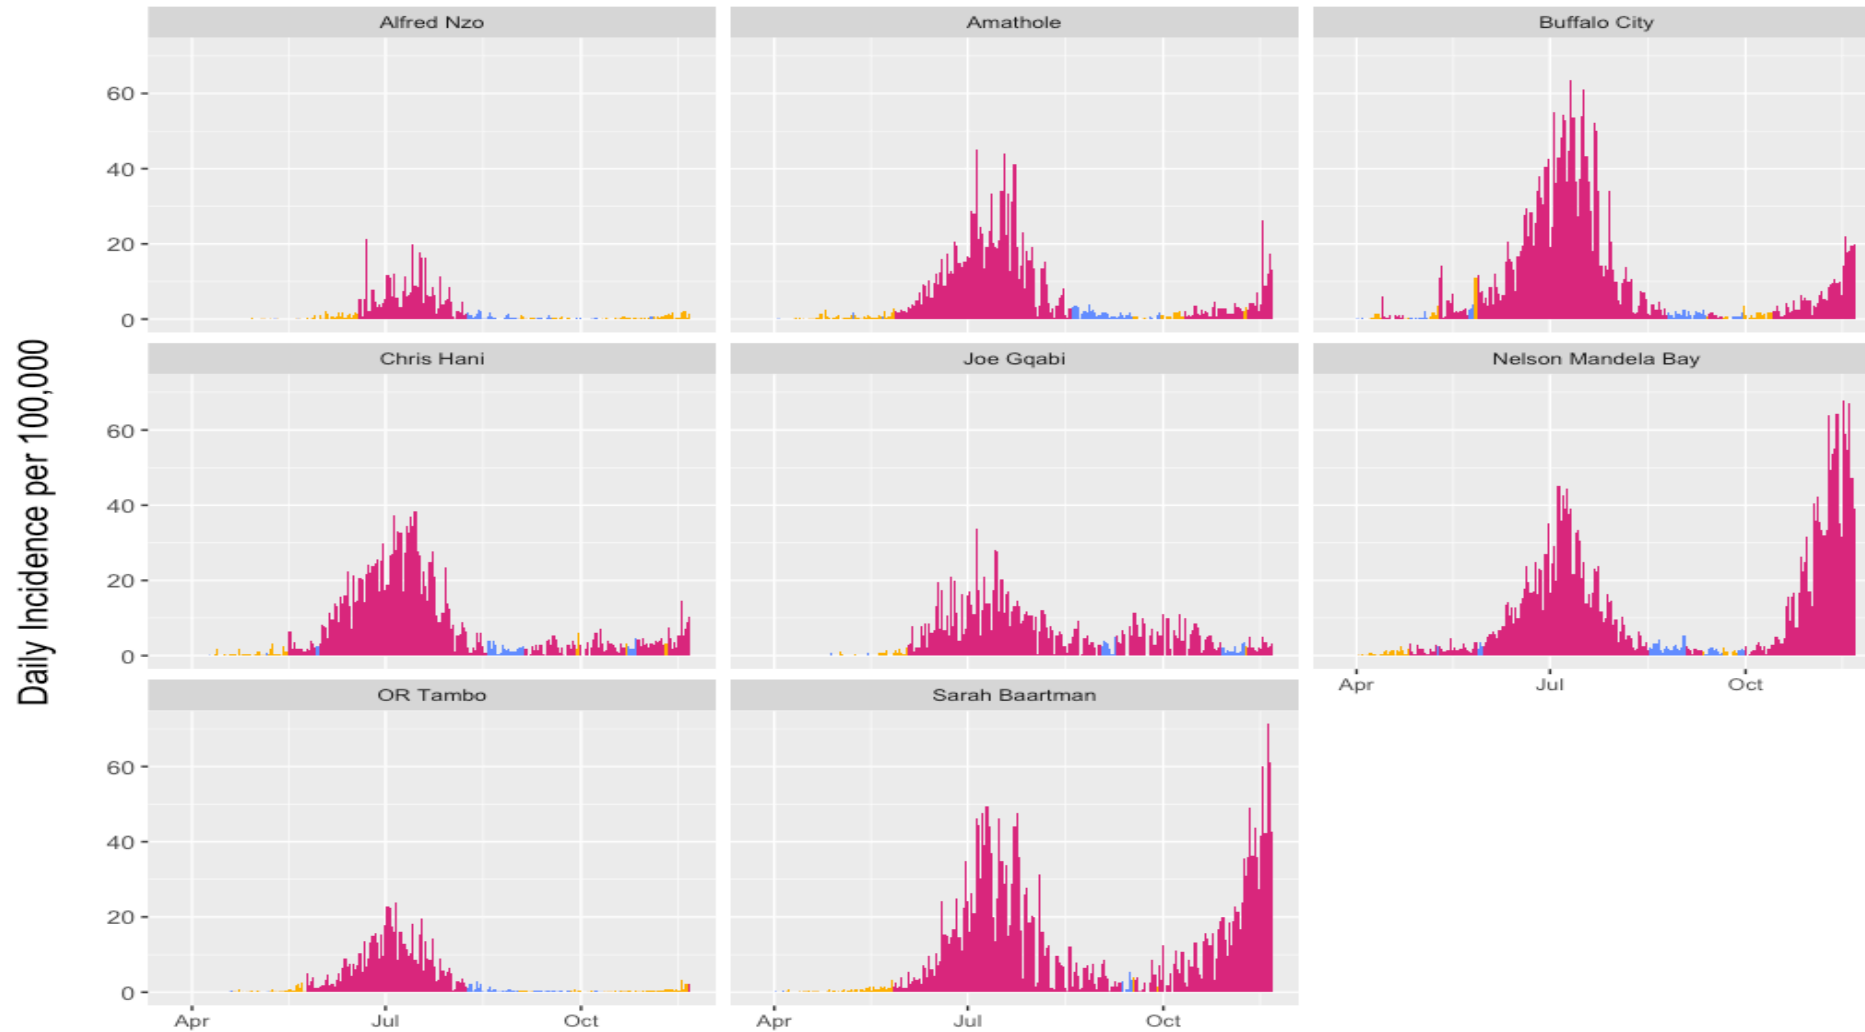 Alfred Nzo
Amathole
Buffalo City
60
40
20
0
Daily Incidence per 100,000
Chris Hani
Joe Gqabi
Nelson Mandela Bay
60
40
20
0
Apr Jul Oct
OR Tambo
Sarah Baartman
60
40
20
0
Apr Jul Oct
Apr Jul Oct